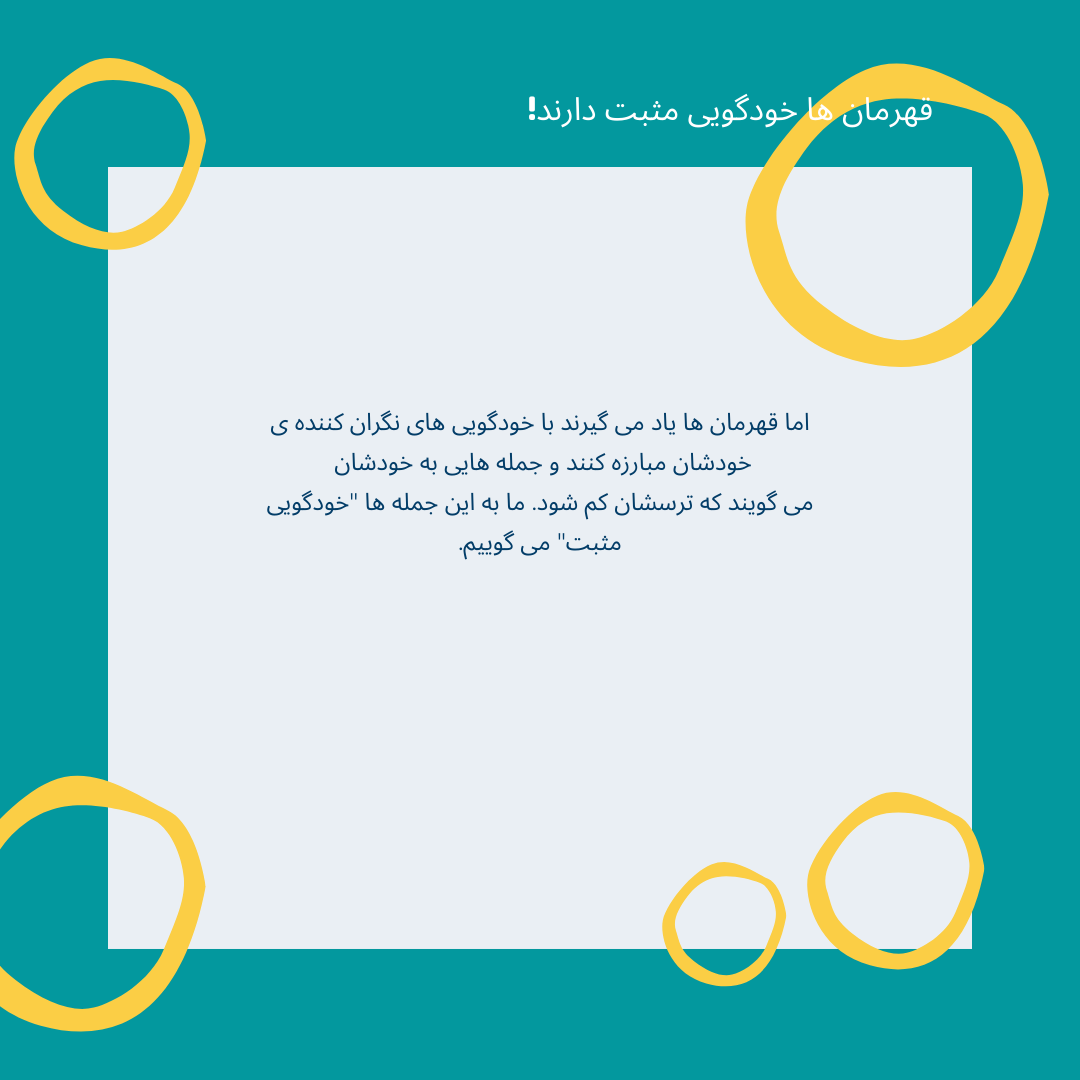 قهرمان ها خودگویی مثبت دارند!
اما قهرمان ها یاد می گیرند با خودگویی های نگران کننده ی
خودشان مبارزه کنند و جمله هایی به خودشان
می گویند که ترسشان کم شود. ما به این جمله ها "خودگویی
مثبت" می گوییم.